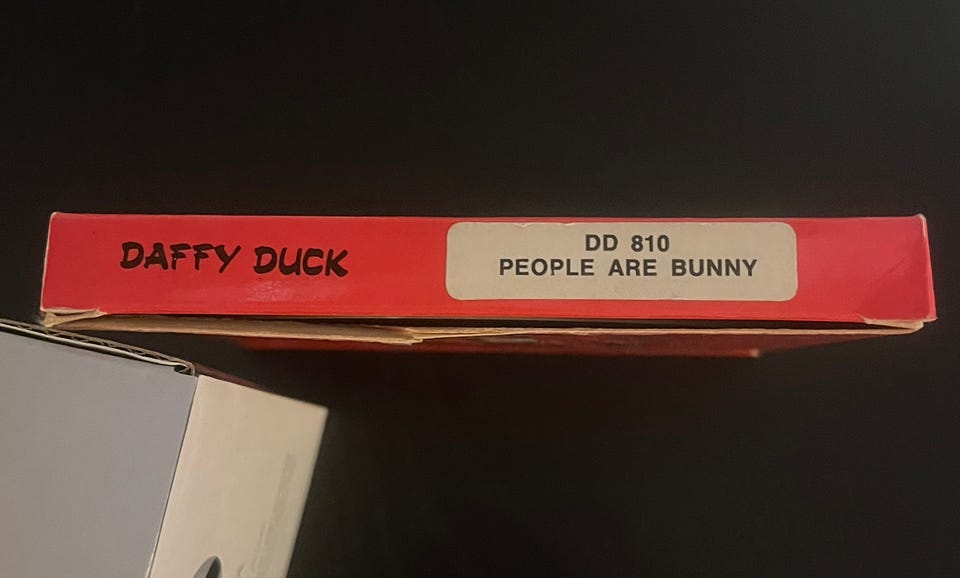 DAFFY DUCK
DD 810
PEOPLE ARE BUNNY